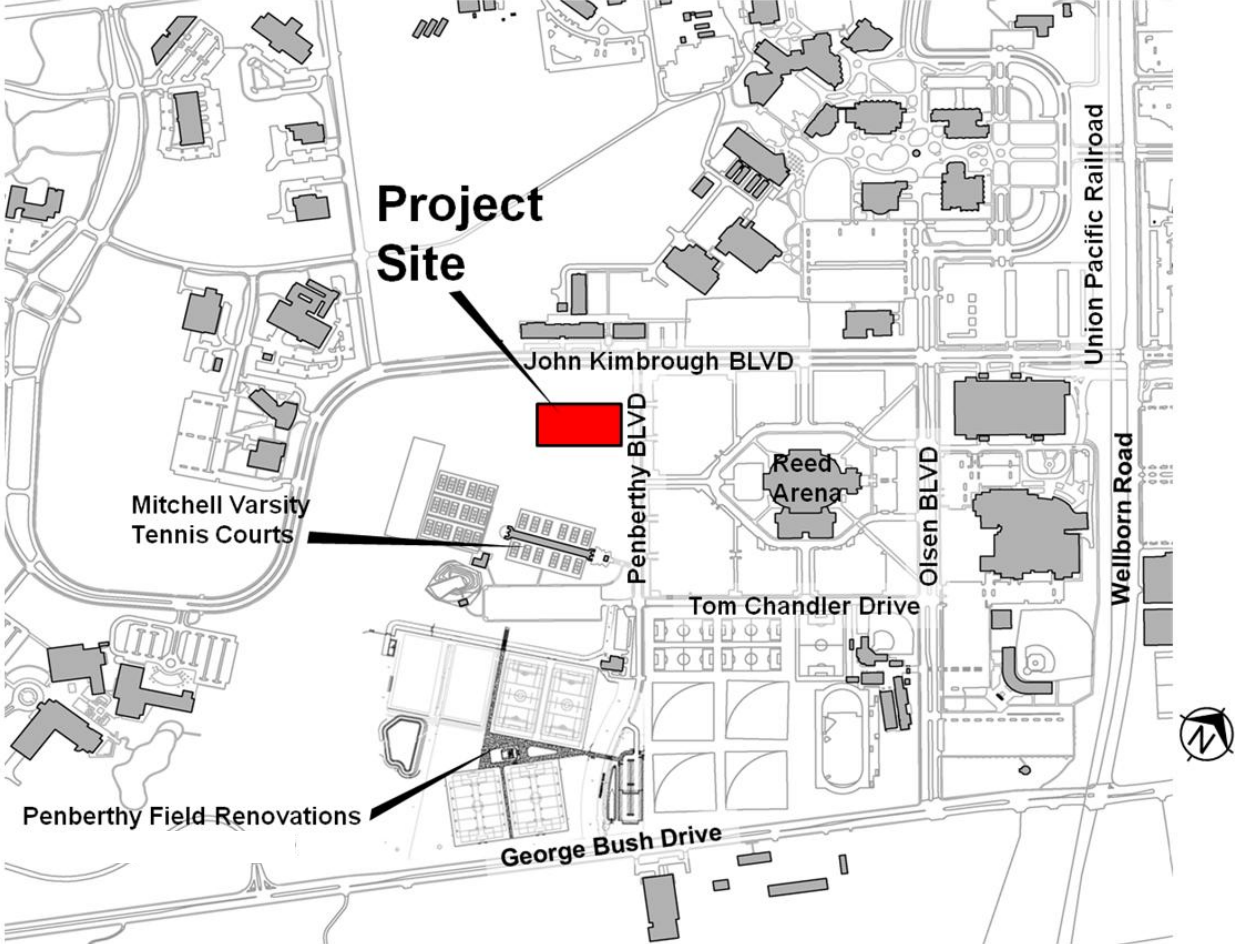 Project
Site
Union Pacific Railroad
John Kimbrough BLVD
Penberthy BLVD
Reed
Arena
Olsen BLVD
Wellborn Road
Mitchell Varsity
Tennis Courts
Tom Chandler Drive
Penberthy Field Renovations
George Bush Drive
N